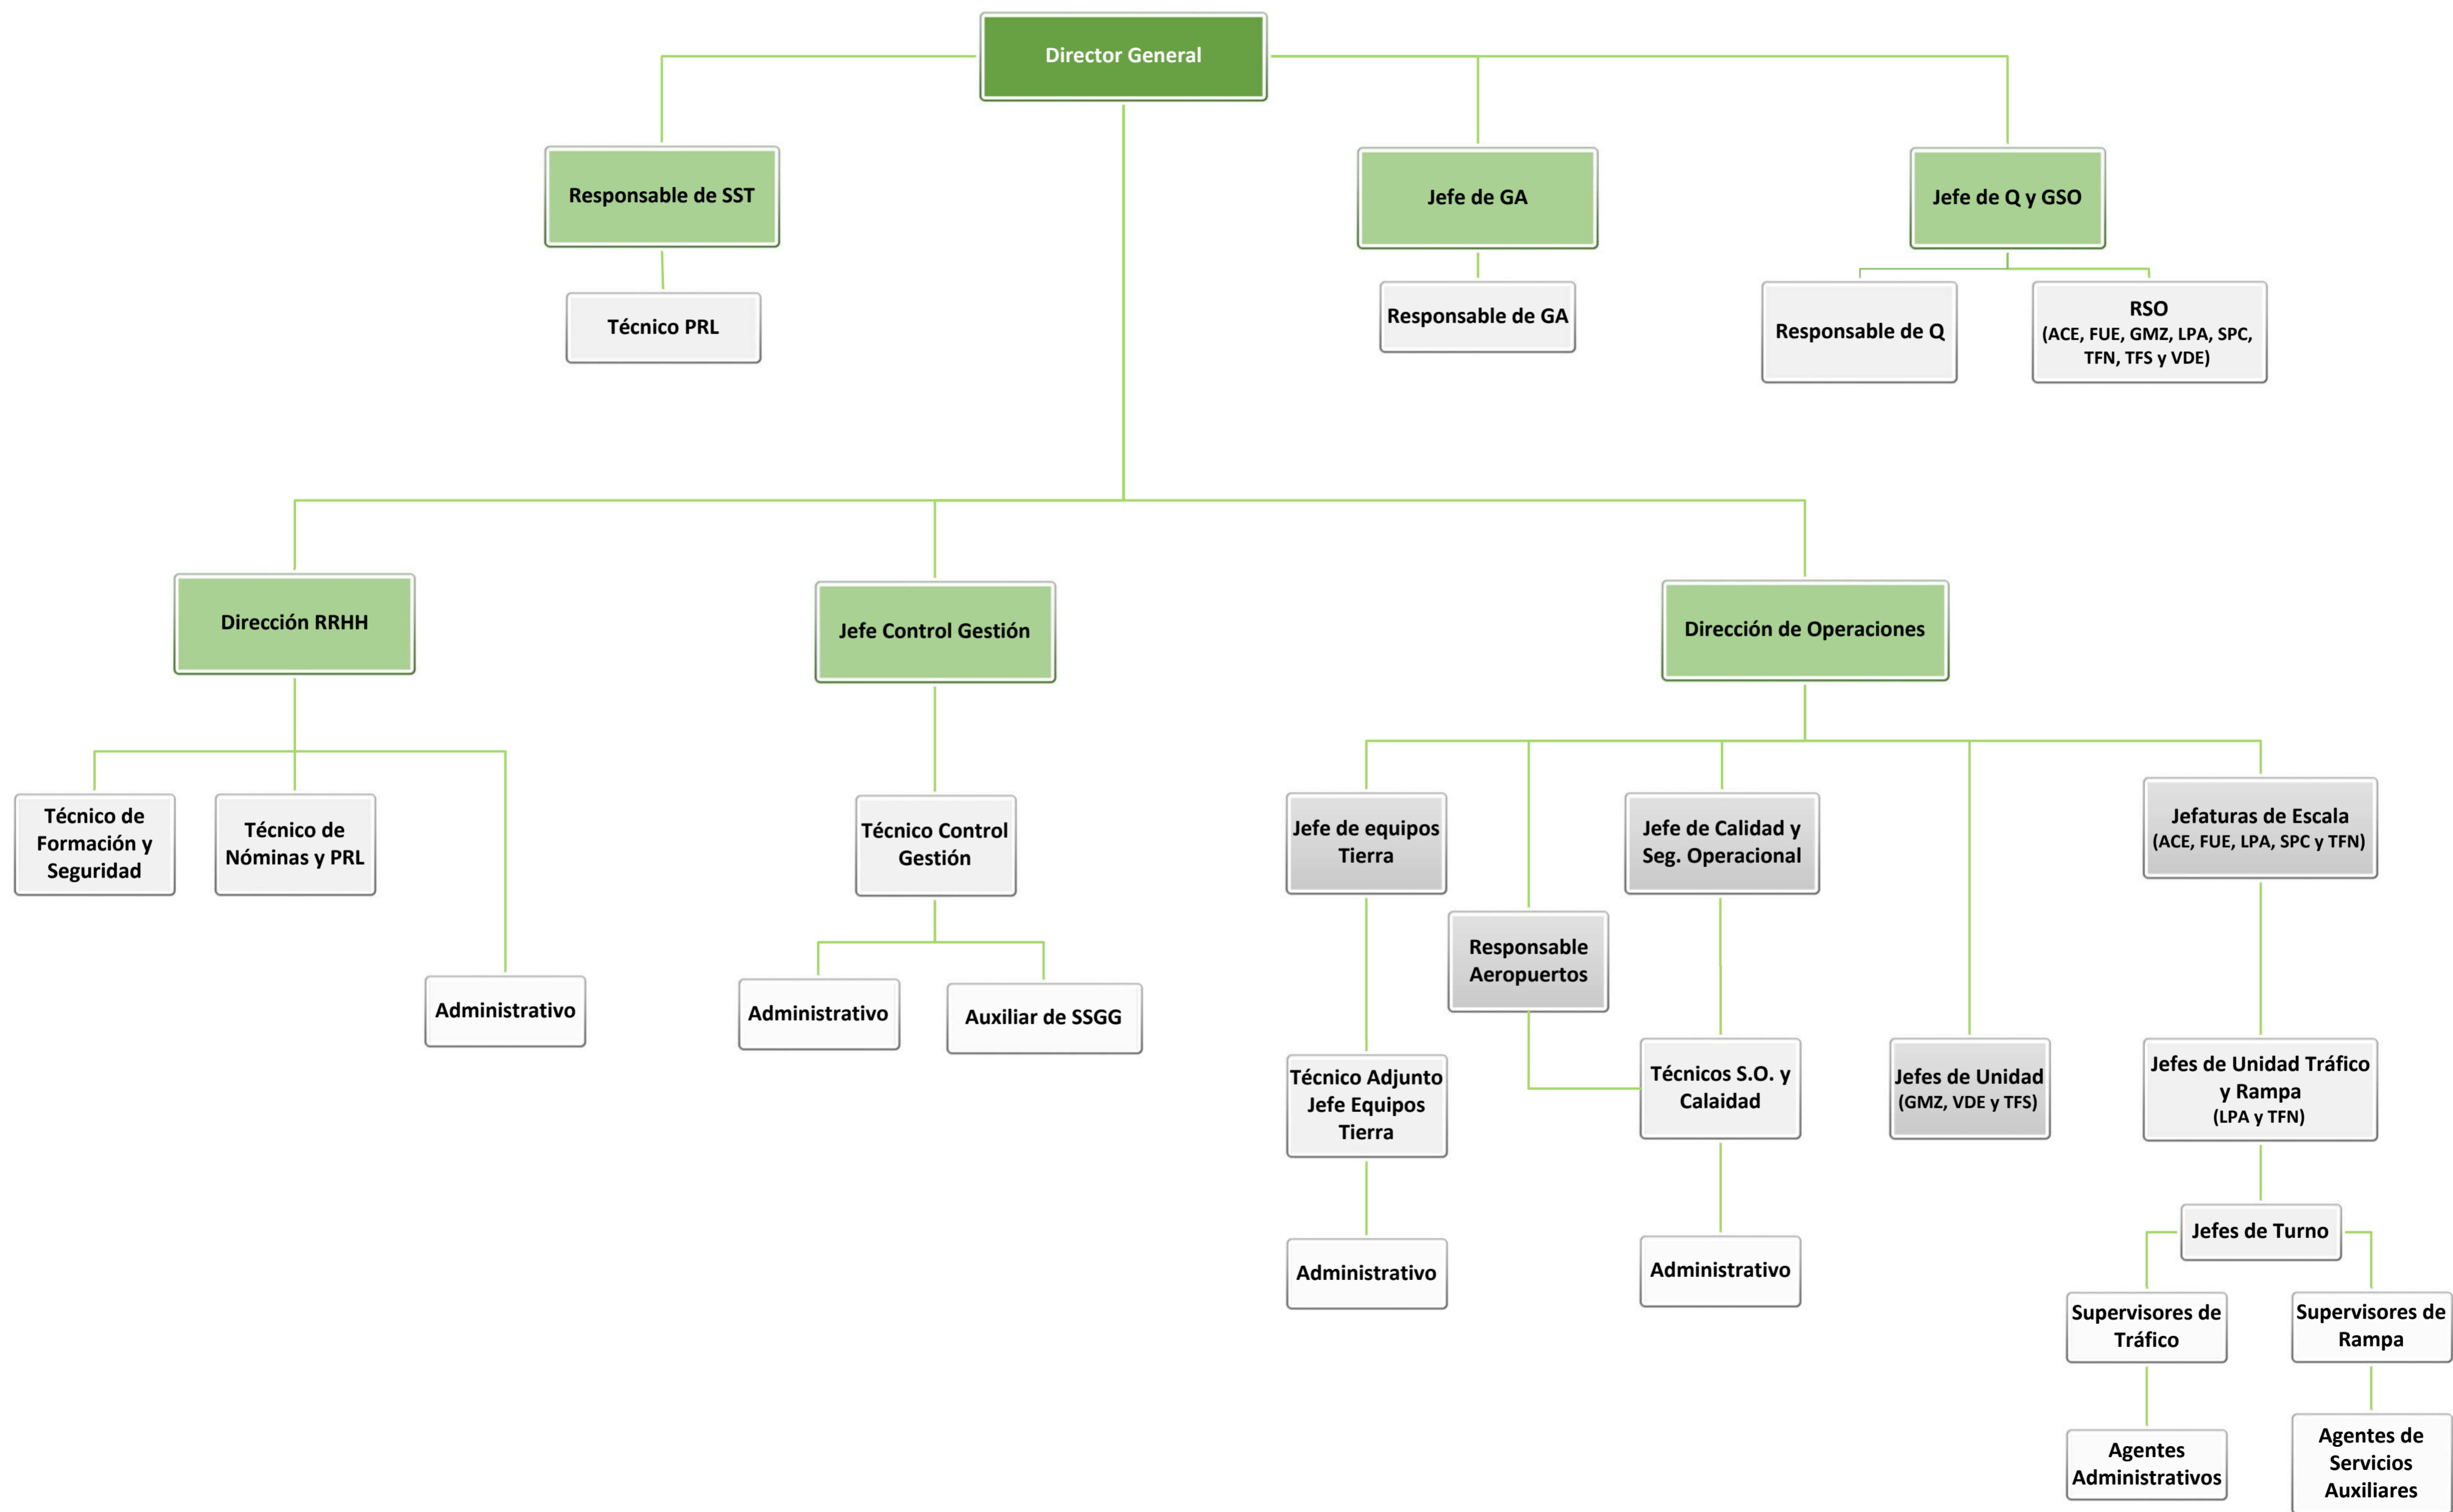 Director General
Responsable de SST
Jefe de GA
Jefe de Q y GSO
Técnico PRL
Responsable de GA
Responsable de Q
RSO
(ACE, FUE, GMZ, LPA, SPC,
TFN, TFS y VDE)
Dirección RRHH
Jefe Control Gestión
Dirección de Operaciones
Técnico de
Formación y
Seguridad
Técnico de
Nóminas y PRL
Administrativo
Técnico Control
Gestión
Administrativo
Auxiliar de SSGG
Jefe de equipos
Tierra
Responsable
Aeropuertos
Jefe de Calidad y
Seg. Operacional
Jefaturas de Escala
(ACE, FUE, LPA, SPC y TFN)
Técnico Adjunto
Jefe Equipos
Tierra
Técnicos S.O. y
Calaidad
Jefes de Unidad
(GMZ, VDE y TFS)
Jefes de Unidad Tráfico
y Rampa
(LPA y TFN)
Administrativo
Administrativo
Jefes de Turno
Supervisores de
Tráfico
Supervisores de
Rampa
Agentes
Administrativos
Agentes de
Servicios
Auxiliares